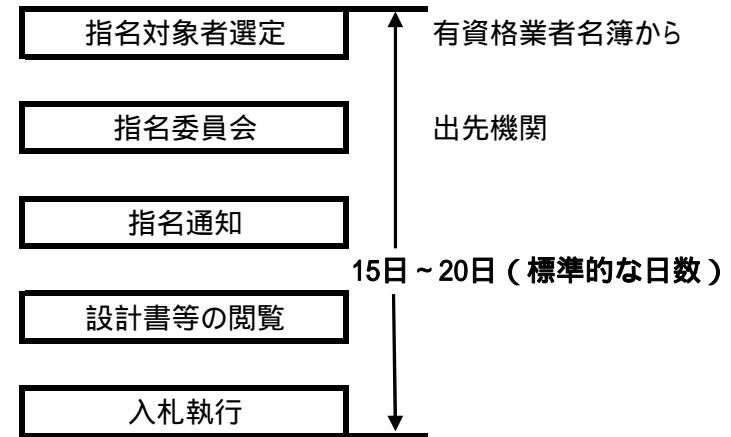 指名対象者選定
有資格業者名簿から
指名委員会
出先機関
指名通知
15日~20日(標準的な日数)
設計書等の閲覧
入札執行